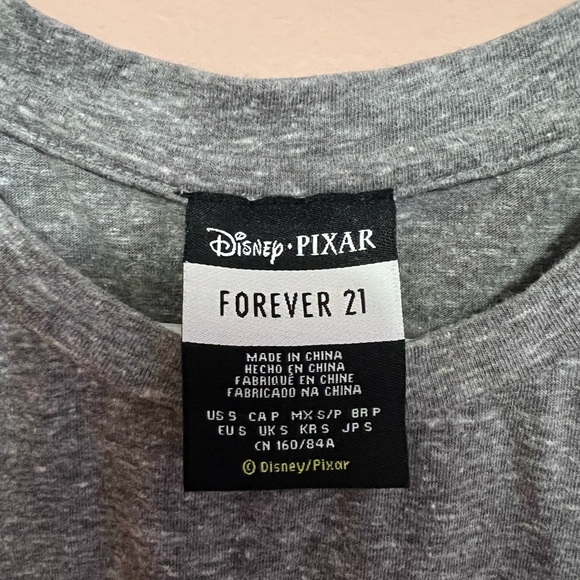 Disney · PIXAR
FOREVER 21
MADE IN CHINA
HECHO EN CHINA
FABRIQUÉ EN CHINE
FABRICADO NA CHINA
US S CA P MX S/P BR P
EU S UK S KR S JP S
CN 160/84A
© Disney/Pixar